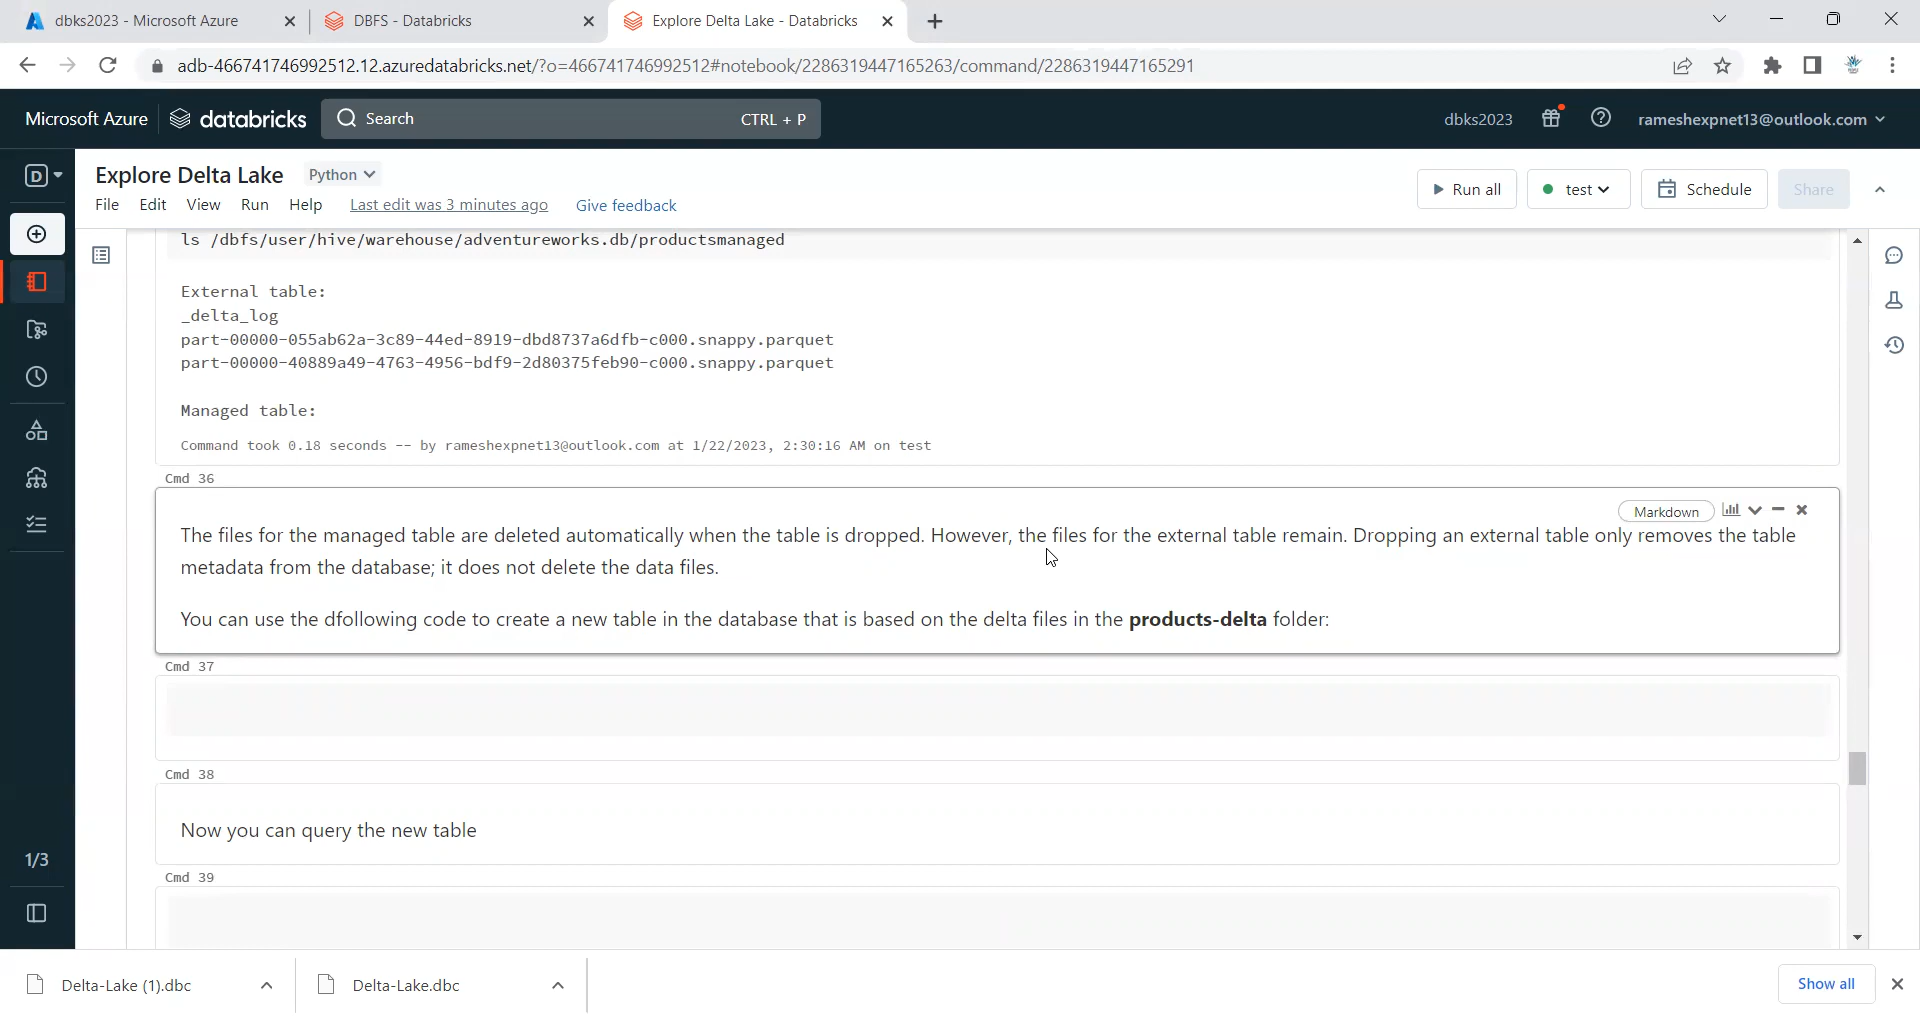 dbks2023 - Microsoft Azure
DBFS - Databricks
Explore Delta Lake - Databricks
adb-466741746992512.12.azuredatabricks.net/?o=466741746992512#notebook/2286319447165263/command/2286319447165291
Microsoft Azure
databricks
Search
CTRL + P
dbks2023
rameshexpnet13@outlook.com
D
Explore Delta Lake
Python
File
Edit
View
Run
Help
Last edit was 3 minutes ago
Give feedback
Run all
test
Schedule
Share
ls /dbfs/user/hive/warehouse/adventureworks.db/productsmanaged
External table:
_delta_log
part-00000-055ab62a-3c89-44ed-8919-dbd8737a6dfb-c000.snappy.parquet
part-00000-40889a49-4763-4956-bdf9-2d80375feb90-c000.snappy.parquet
Managed table:
Command took 0.18 seconds -- by rameshexpnet13@outlook.com at 1/22/2023, 2:30:16 AM on test
Cmd 36
Markdown
The files for the managed table are deleted automatically when the table is dropped. However, the files for the external table remain. Dropping an external table only removes the table
metadata from the database; it does not delete the data files.
You can use the dfollowing code to create a new table in the database that is based on the delta files in the products-delta folder:
Cmd 37
Cmd 38
Now you can query the new table
Cmd 39
1/3
Delta-Lake (1).dbc
Delta-Lake.dbc
Show all